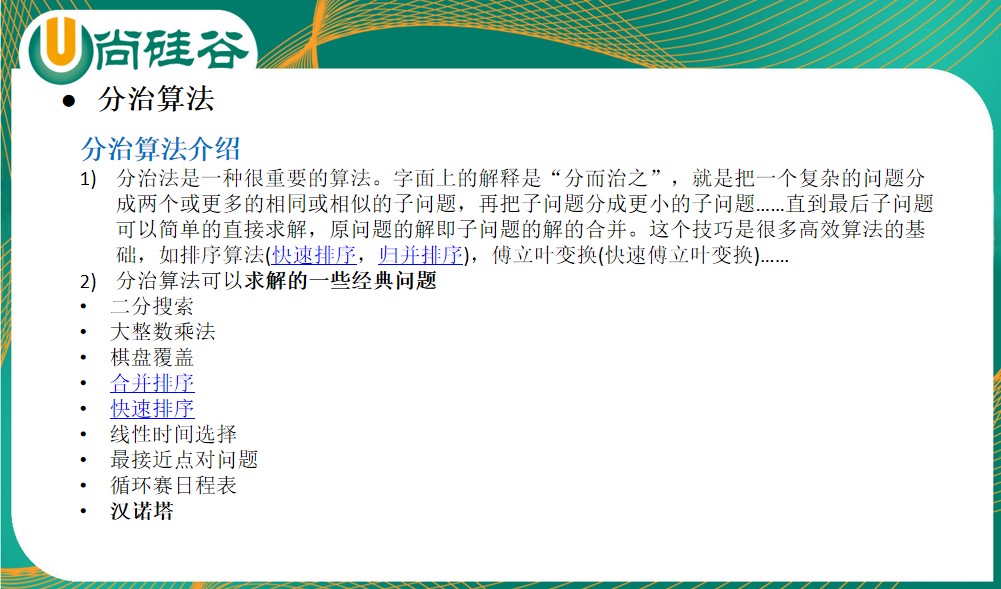 尚硅谷
● 分治算法
分治算法介绍
1) 分治法是一种很重要的算法。字面上的解释是“分而治之”，就是把一个复杂的问题分
成两个或更多的相同或相似的子问题，再把子问题分成更小的子问题……直到最后子问题
可以简单的直接求解，原问题的解即子问题的解的合并。这个技巧是很多高效算法的基
础，如排序算法(快速排序，归并排序)，傅立叶变换(快速傅立叶变换)……
2) 分治算法可以求解的一些经典问题
• 二分搜索
• 大整数乘法
• 棋盘覆盖
• 合并排序
• 快速排序
• 线性时间选择
• 最接近点对问题
• 循环赛日程表
• 汉诺塔